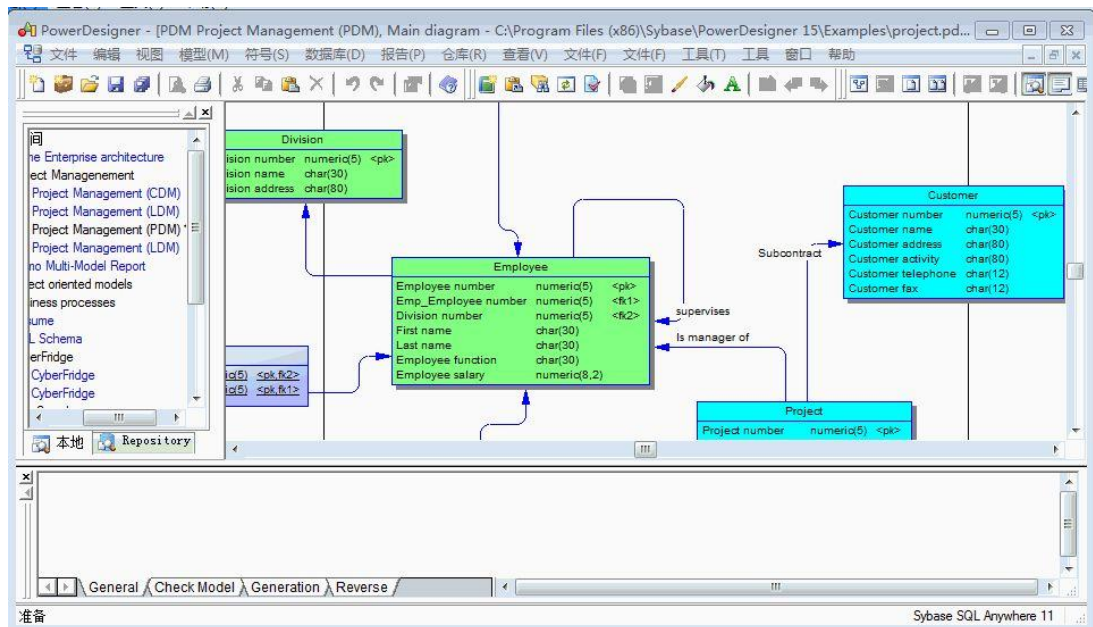 PowerDesigner - [PDM Project Management (PDM), Main diagram - C:\Program Files (x86)\Sybase\PowerDesigner 15\Examples\project.pd...
文件 编辑 视图 模型(M) 符号(S) 数据库(D) 报告(P) 仓库(R) 查看(V) 文件(F) 文件(F) 工具(T) 工具 窗口 帮助
间
ne Enterprise architecture
ect Managenement
Project Management (CDM)
Project Management (LDM)
Project Management (PDM) *
Project Management (LDM)
mo Multi-Model Report
ect oriented models
iness processes
sume
L Schema
erFridge
CyberFridge
CyberFridge
本地 Repository
Division
ision number numeric(5) <pk>
ision name char(30)
ision address char(80)
Employee
Employee number numeric(5) <pk>
Emp_Employee number numeric(5) <fk1>
Division number numeric(5) <fk2>
First name char(30)
Last name char(30)
Employee function char(30)
Employee salary numeric(8,2)
ic(5) <pk,fk2>
ic(5) <pk,fk1>
supervises
Is manager of
Subcontract
Customer
Customer number numeric(5) <pk>
Customer name char(30)
Customer address char(80)
Customer activity char(80)
Customer telephone char(12)
Customer fax char(12)
Project
Project number numeric(5) <pk>
General Check Model Generation Reverse
准备 Sybase SQL Anywhere 11